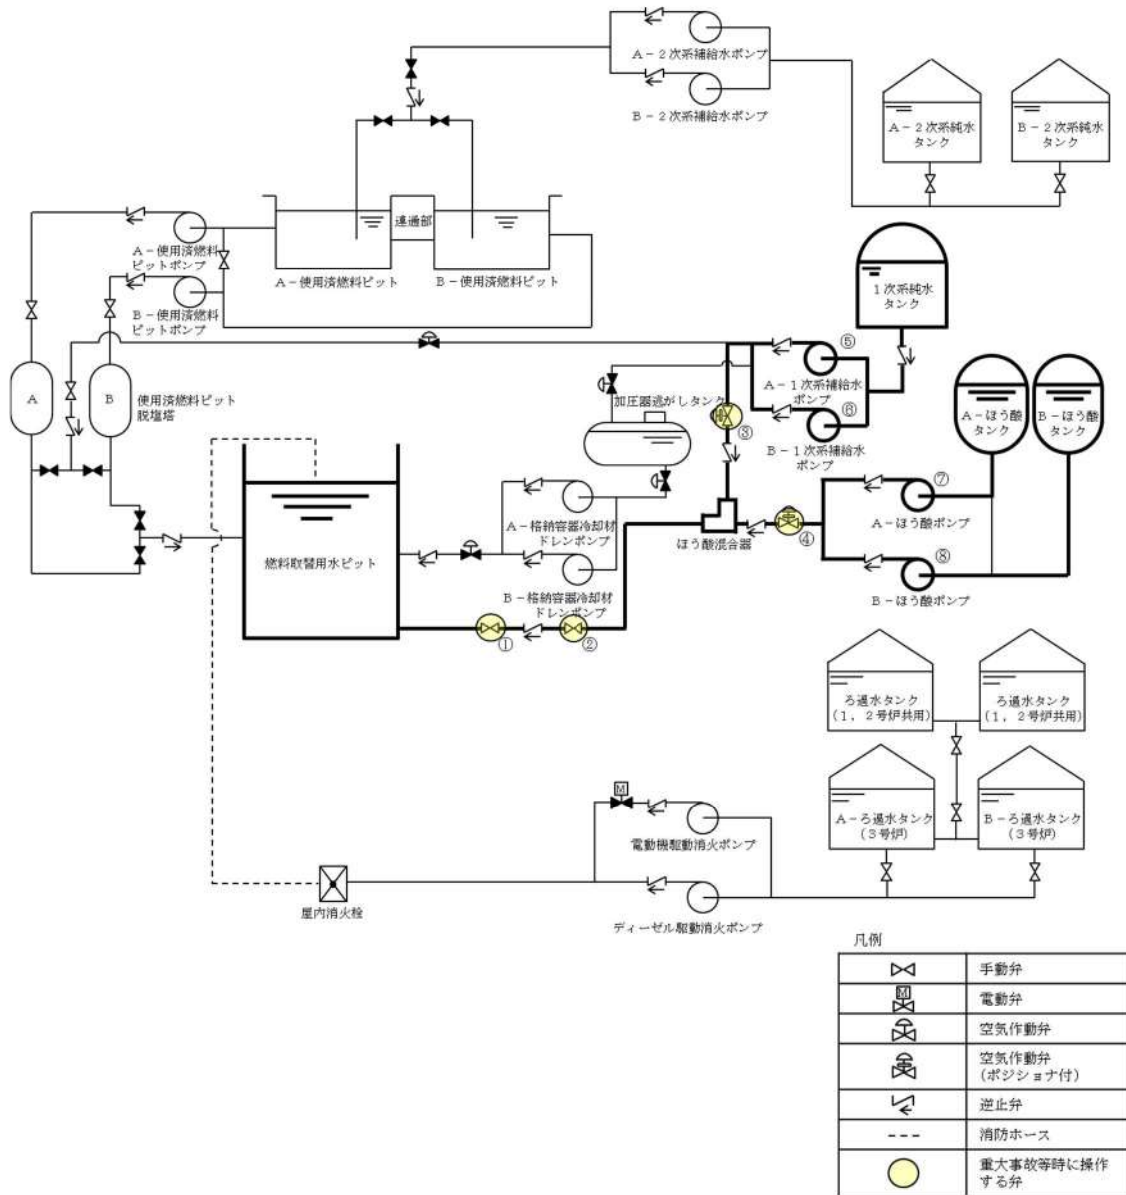 A-2次系補給水ポンプ
B-2次系補給水ポンプ
A-2次系純水
タンク
B-2次系純水
タンク
連通部
A-使用済燃料
ピットポンプ
A-使用済燃料ピット
B-使用済燃料ピット
B-使用済燃料
ピットポンプ
1次系純水
タンク
⑤
A-1次系補給水
ポンプ
⑥
B-1次系補給水
ポンプ
A
B
使用済燃料ピット
脱塩塔
加圧器逃がしタンク
③
A-ほう酸
タンク
B-ほう酸
タンク
⑦
A-ほう酸ポンプ
④
ほう酸混合器
⑧
B-ほう酸ポンプ
A-格納容器冷却材
ドレンポンプ
B-格納容器冷却材
ドレンポンプ
燃料取替用水ピット
①
②
ろ過水タンク
(1,2号炉共用)
ろ過水タンク
(1,2号炉共用)
A-ろ過水タンク
(3号炉)
B-ろ過水タンク
(3号炉)
M
電動機駆動消火ポンプ
屋内消火栓
ディーゼル駆動消火ポンプ
凡例
手動弁
M
電動弁
空気作動弁
空気作動弁
(ポジショナ付)
逆止弁
消防ホース
重大事故等時に操作
する弁